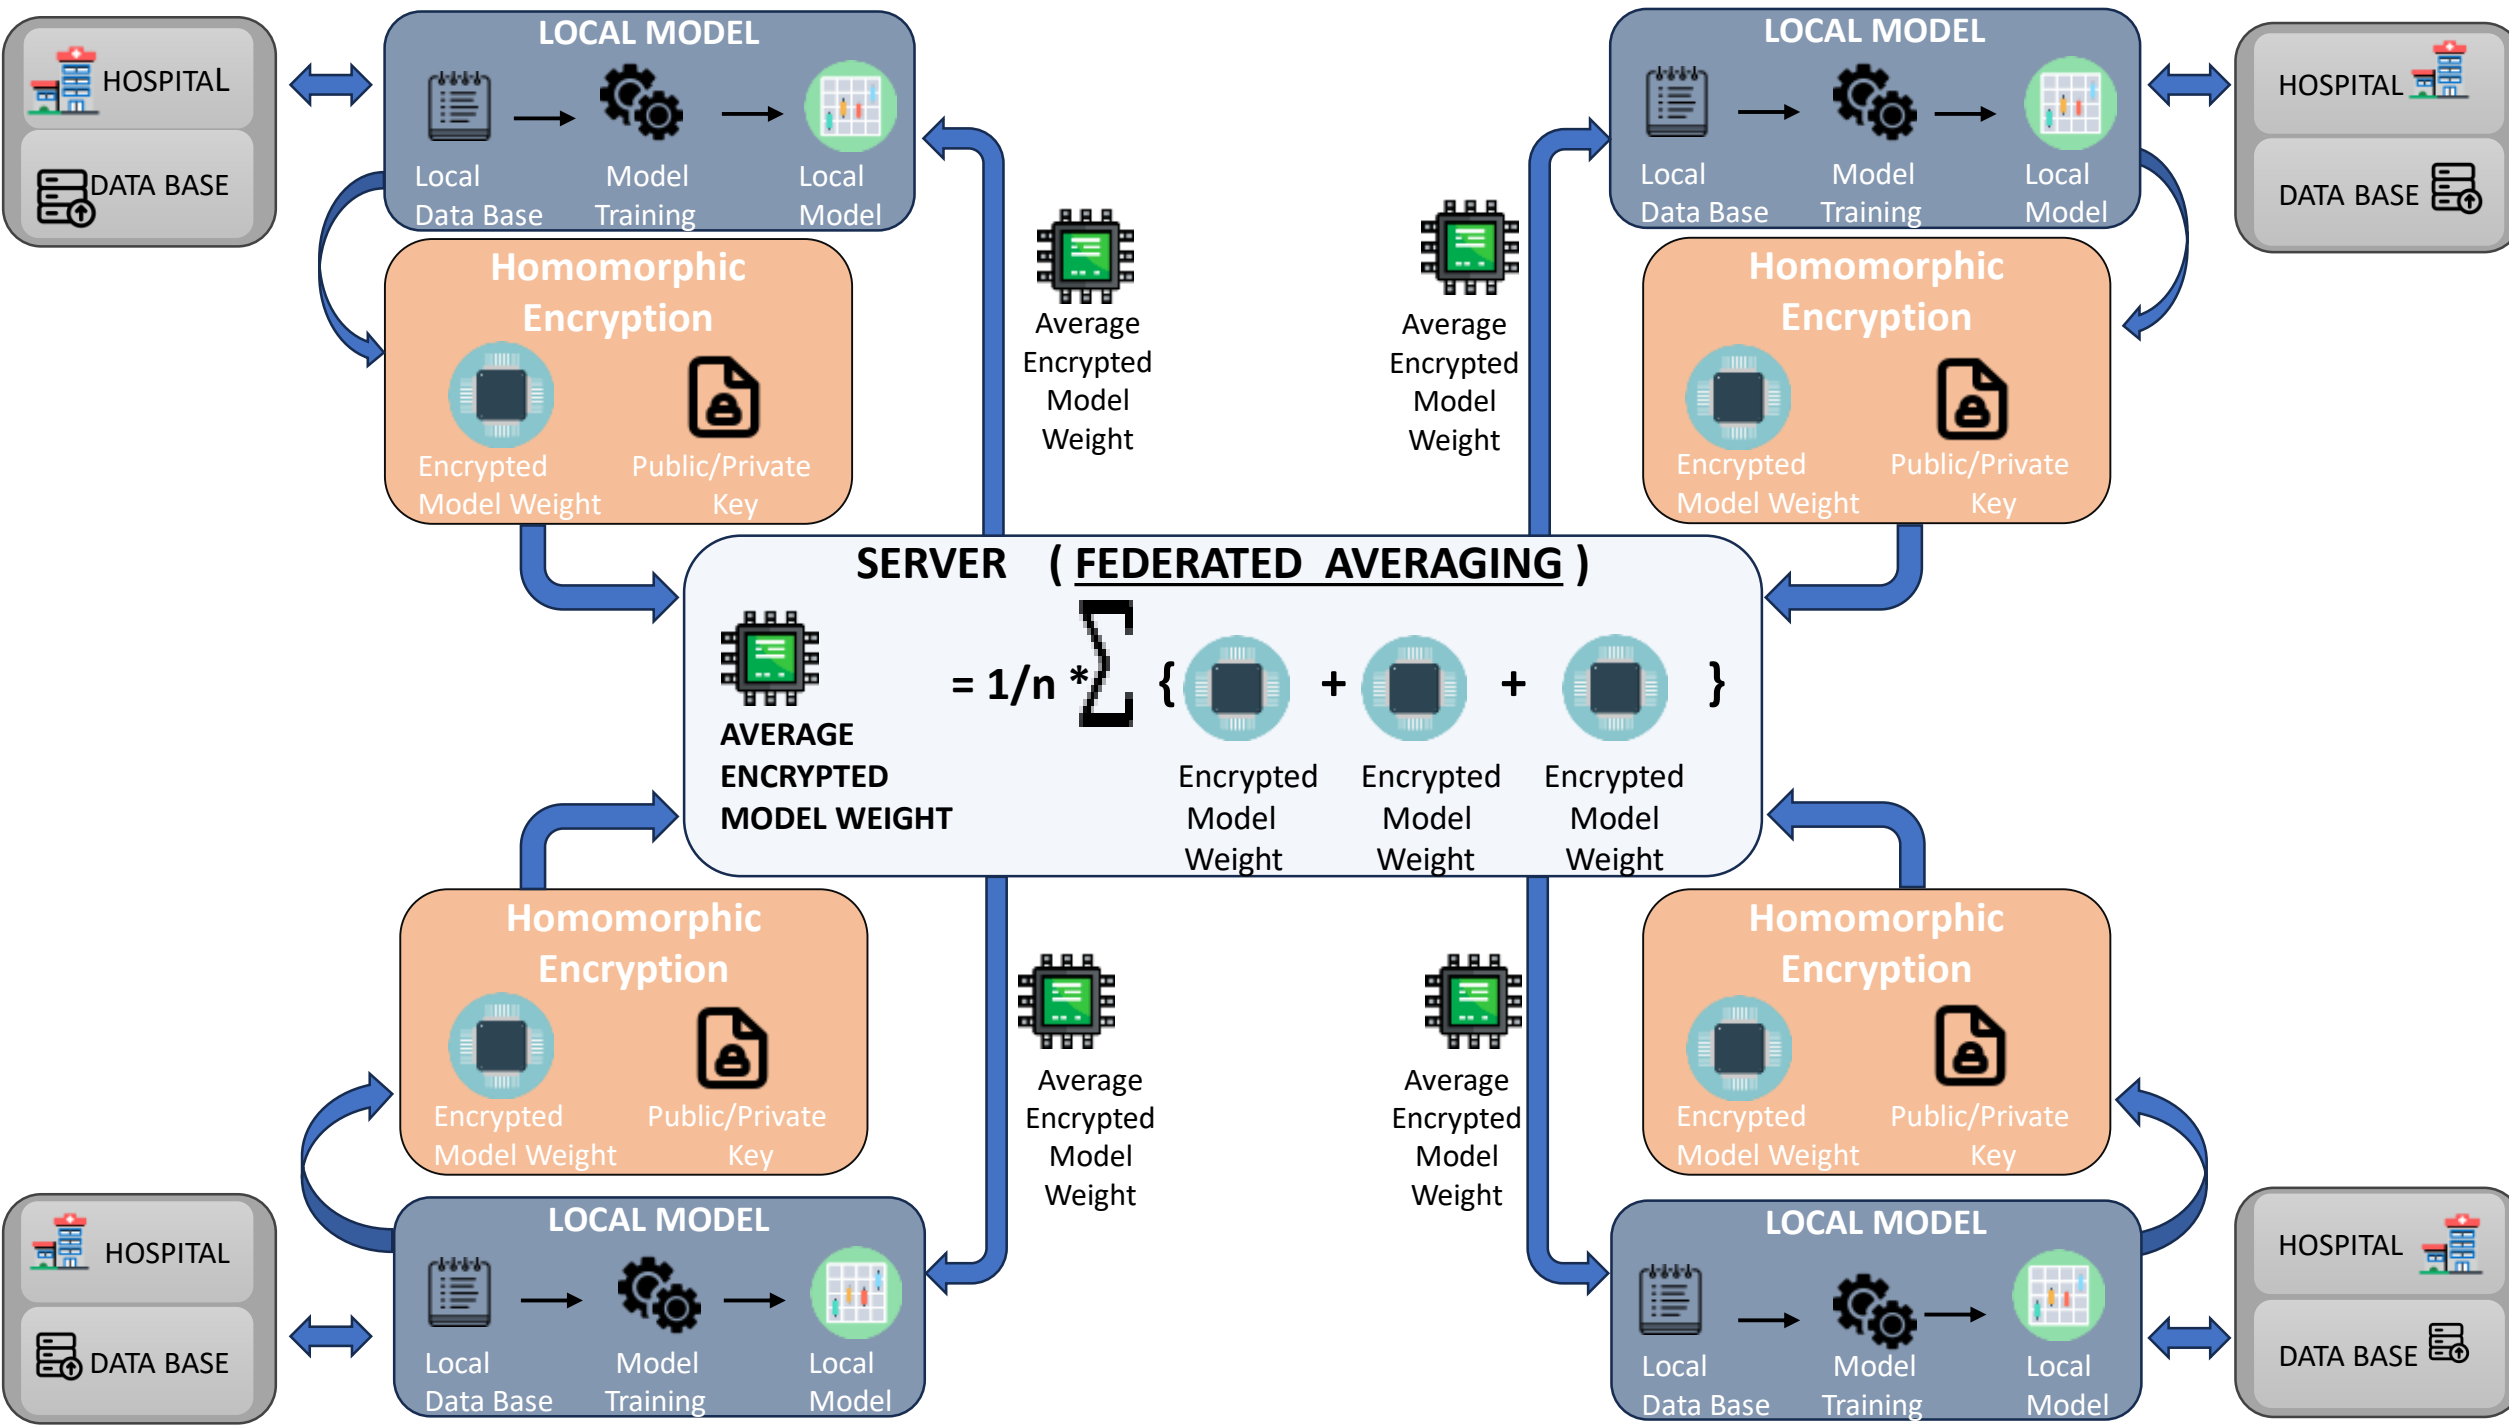 LOCAL MODEL
HOSPITAL
DATA BASE
Local
Data Base
Model
Training
Local
Model
Homomorphic
Encryption
Encrypted
Model Weight
Public/Private
Key
Average
Encrypted
Model
Weight
LOCAL MODEL
HOSPITAL
DATA BASE
Local
Data Base
Model
Training
Local
Model
Average
Encrypted
Model
Weight
Homomorphic
Encryption
Encrypted
Model Weight
Public/Private
Key
SERVER ( FEDERATED AVERAGING )
= 1/n * ∑ { + + }
AVERAGE
ENCRYPTED
MODEL WEIGHT
Encrypted
Model
Weight
Encrypted
Model
Weight
Encrypted
Model
Weight
Homomorphic
Encryption
Encrypted
Model Weight
Public/Private
Key
Average
Encrypted
Model
Weight
HOSPITAL
DATA BASE
LOCAL MODEL
Local
Data Base
Model
Training
Local
Model
Average
Encrypted
Model
Weight
Homomorphic
Encryption
Encrypted
Model Weight
Public/Private
Key
LOCAL MODEL
Local
Data Base
Model
Training
Local
Model
HOSPITAL
DATA BASE